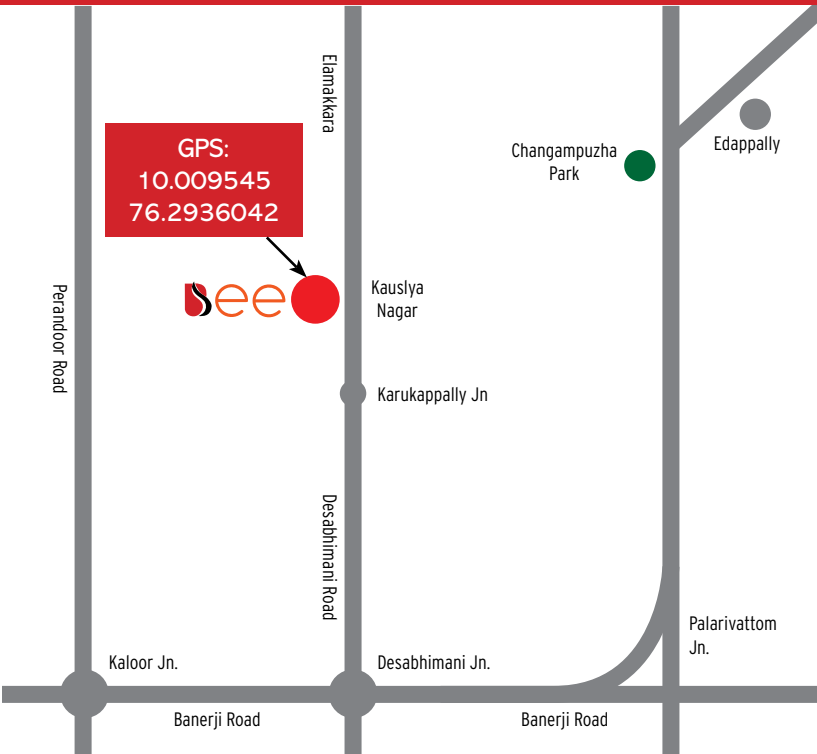 Elamakkara
GPS:
10.009545
76.2936042
Changampuzha
Park
Edappally
Perandoor Road
Bee
Kauslya
Nagar
Karukappally Jn
Desabhimani Road
Palarivattom
Jn.
Kaloor Jn.
Desabhimani Jn.
Banerji Road
Banerji Road